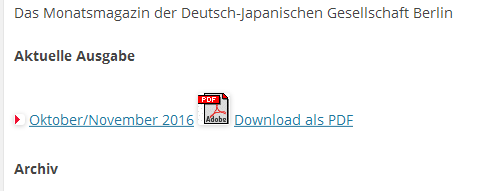 Das Monatsmagazin der Deutsch-Japanischen Gesellschaft Berlin
Aktuelle Ausgabe
Oktober/November 2016 PDF Adobe Download als PDF
Archiv